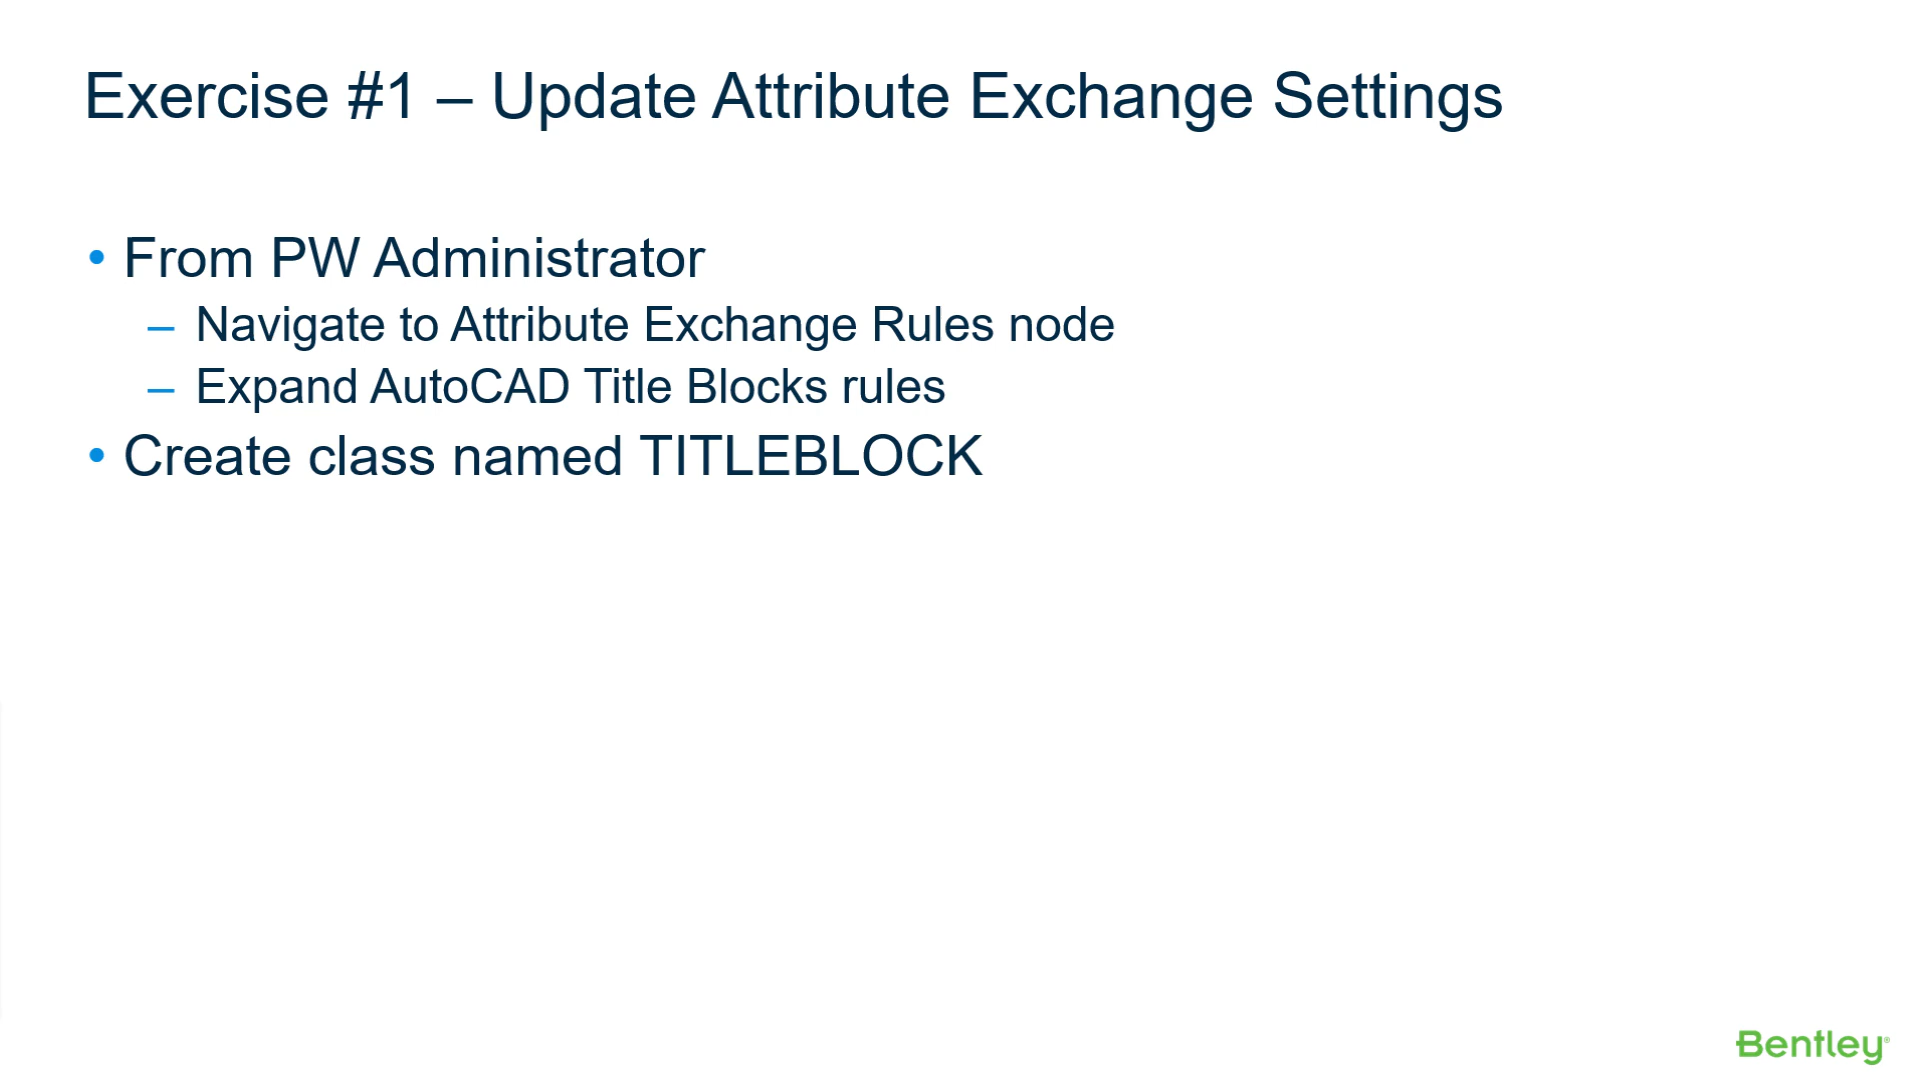 Exercise #1 – Update Attribute Exchange Settings
• From PW Administrator
– Navigate to Attribute Exchange Rules node
– Expand AutoCAD Title Blocks rules
• Create class named TITLEBLOCK
Bentley®